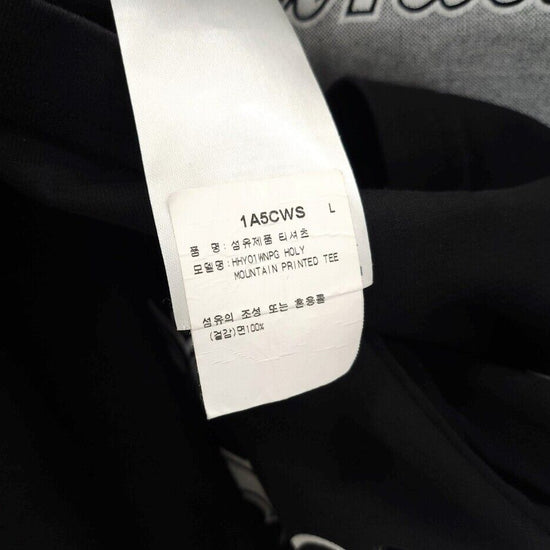 1A5CWS L
품 명: 섬유제품 티셔츠
모델명:HHY01WNPG HOLY
MOUNTAIN PRINTED TEE
섬유의 조성 또는 혼용률
(겉감)면100%